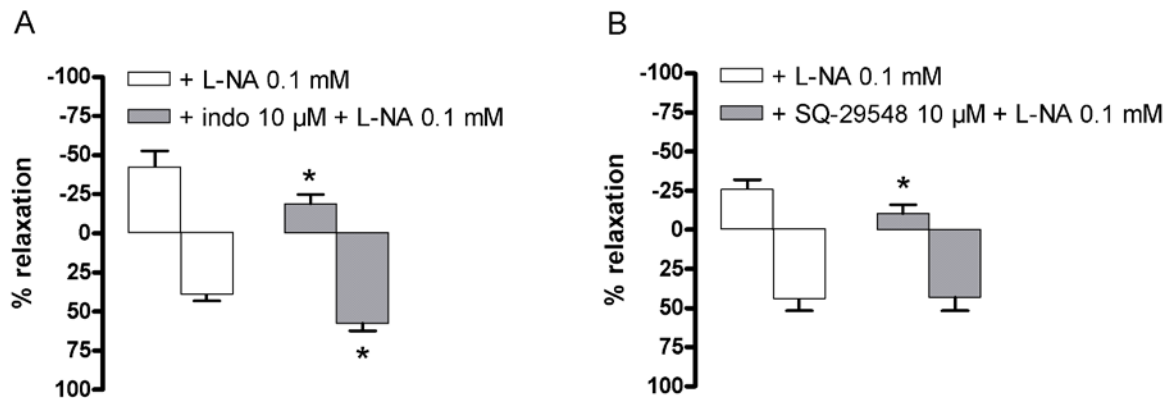 A
% relaxation
-100
-75
-50
-25
0
25
50
75
100
+ L-NA 0.1 mM
+ indo 10 µM + L-NA 0.1 mM
*
*
B
% relaxation
-100
-75
-50
-25
0
25
50
75
100
+ L-NA 0.1 mM
+ SQ-29548 10 µM + L-NA 0.1 mM
*